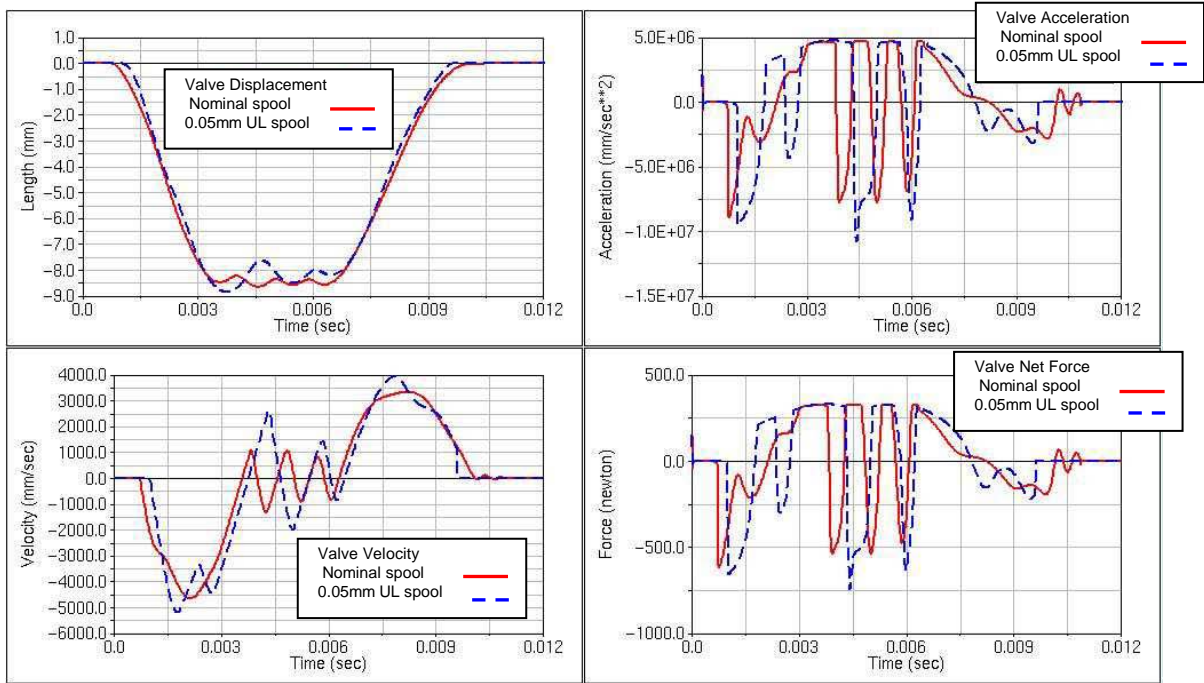 1.0
0.0
-1.0
-2.0
-3.0
-4.0
-5.0
-6.0
-7.0
-8.0
-9.0
Length (mm)
Valve Displacement
Nominal spool
0.05mm UL spool
0.0 0.003 0.006 0.009 0.012
Time (sec)
5.0E+06
0.0
-5.0E+06
-1.0E+07
-1.5E+07
Acceleration (mm/sec**2)
Valve Acceleration
Nominal spool
0.05mm UL spool
0.0 0.003 0.006 0.009 0.012
Time (sec)
4000.0
3000.0
2000.0
1000.0
0.0
-1000.0
-2000.0
-3000.0
-4000.0
-5000.0
-6000.0
Velocity (mm/sec)
Valve Velocity
Nominal spool
0.05mm UL spool
0.0 0.003 0.006 0.009 0.012
Time (sec)
500.0
0.0
-500.0
-1000.0
Force (newton)
Valve Net Force
Nominal spool
0.05mm UL spool
0.0 0.003 0.006 0.009 0.012
Time (sec)